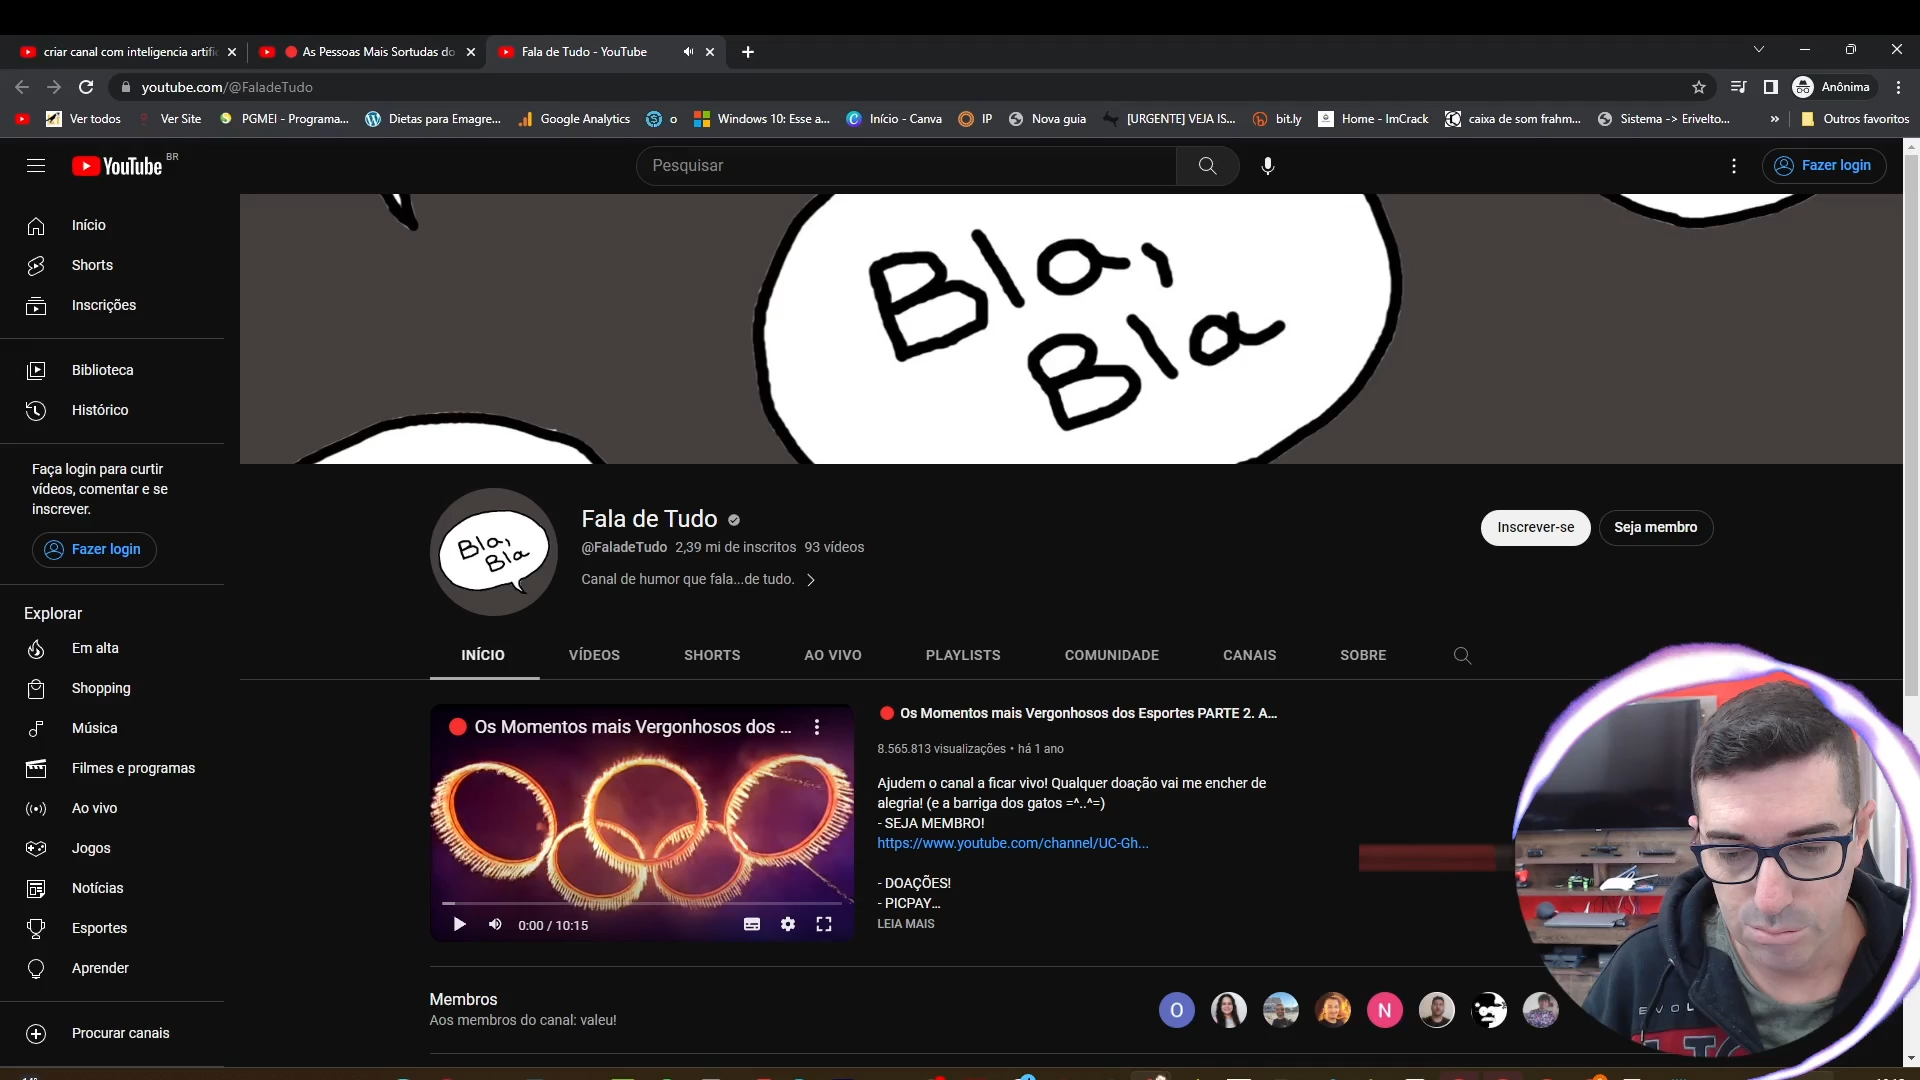 criar canal com inteligencia artific
As Pessoas Mais Sortudas do
Fala de Tudo - YouTube
youtube.com/@FaladeTudo
Anônima
Ver todos
Ver Site
PGMEI - Programa...
Dietas para Emagre...
Google Analytics
o
Windows 10: Esse a...
Início - Canva
IP
Nova guia
[URGENTE] VEJA IS...
bit.ly
Home - ImCrack
caixa de som frahm...
Sistema -> Erivelto...
»
Outros favoritos
YouTube BR
Pesquisar
Fazer login
Início
Shorts
Inscrições
Biblioteca
Histórico
Faça login para curtir
vídeos, comentar e se
inscrever.
Fazer login
Explorar
Em alta
Shopping
Música
Filmes e programas
Ao vivo
Jogos
Notícias
Esportes
Aprender
Procurar canais
Bla,
Bla
Bla,
Bla
Fala de Tudo
@FaladeTudo 2,39 mi de inscritos 93 vídeos
Canal de humor que fala...de tudo.
Inscrever-se
Seja membro
INÍCIO VÍDEOS SHORTS AO VIVO PLAYLISTS COMUNIDADE CANAIS SOBRE
Os Momentos mais Vergonhosos dos ...
0:00 / 10:15
Os Momentos mais Vergonhosos dos Esportes PARTE 2. A...
8.565.813 visualizações • há 1 ano
Ajudem o canal a ficar vivo! Qualquer doação vai me encher de
alegria! (e a barriga dos gatos =^..^=)
- SEJA MEMBRO!
https://www.youtube.com/channel/UC-Gh...
- DOAÇÕES!
- PICPAY...
LEIA MAIS
Membros
Aos membros do canal: valeu!
O
N
EVOL